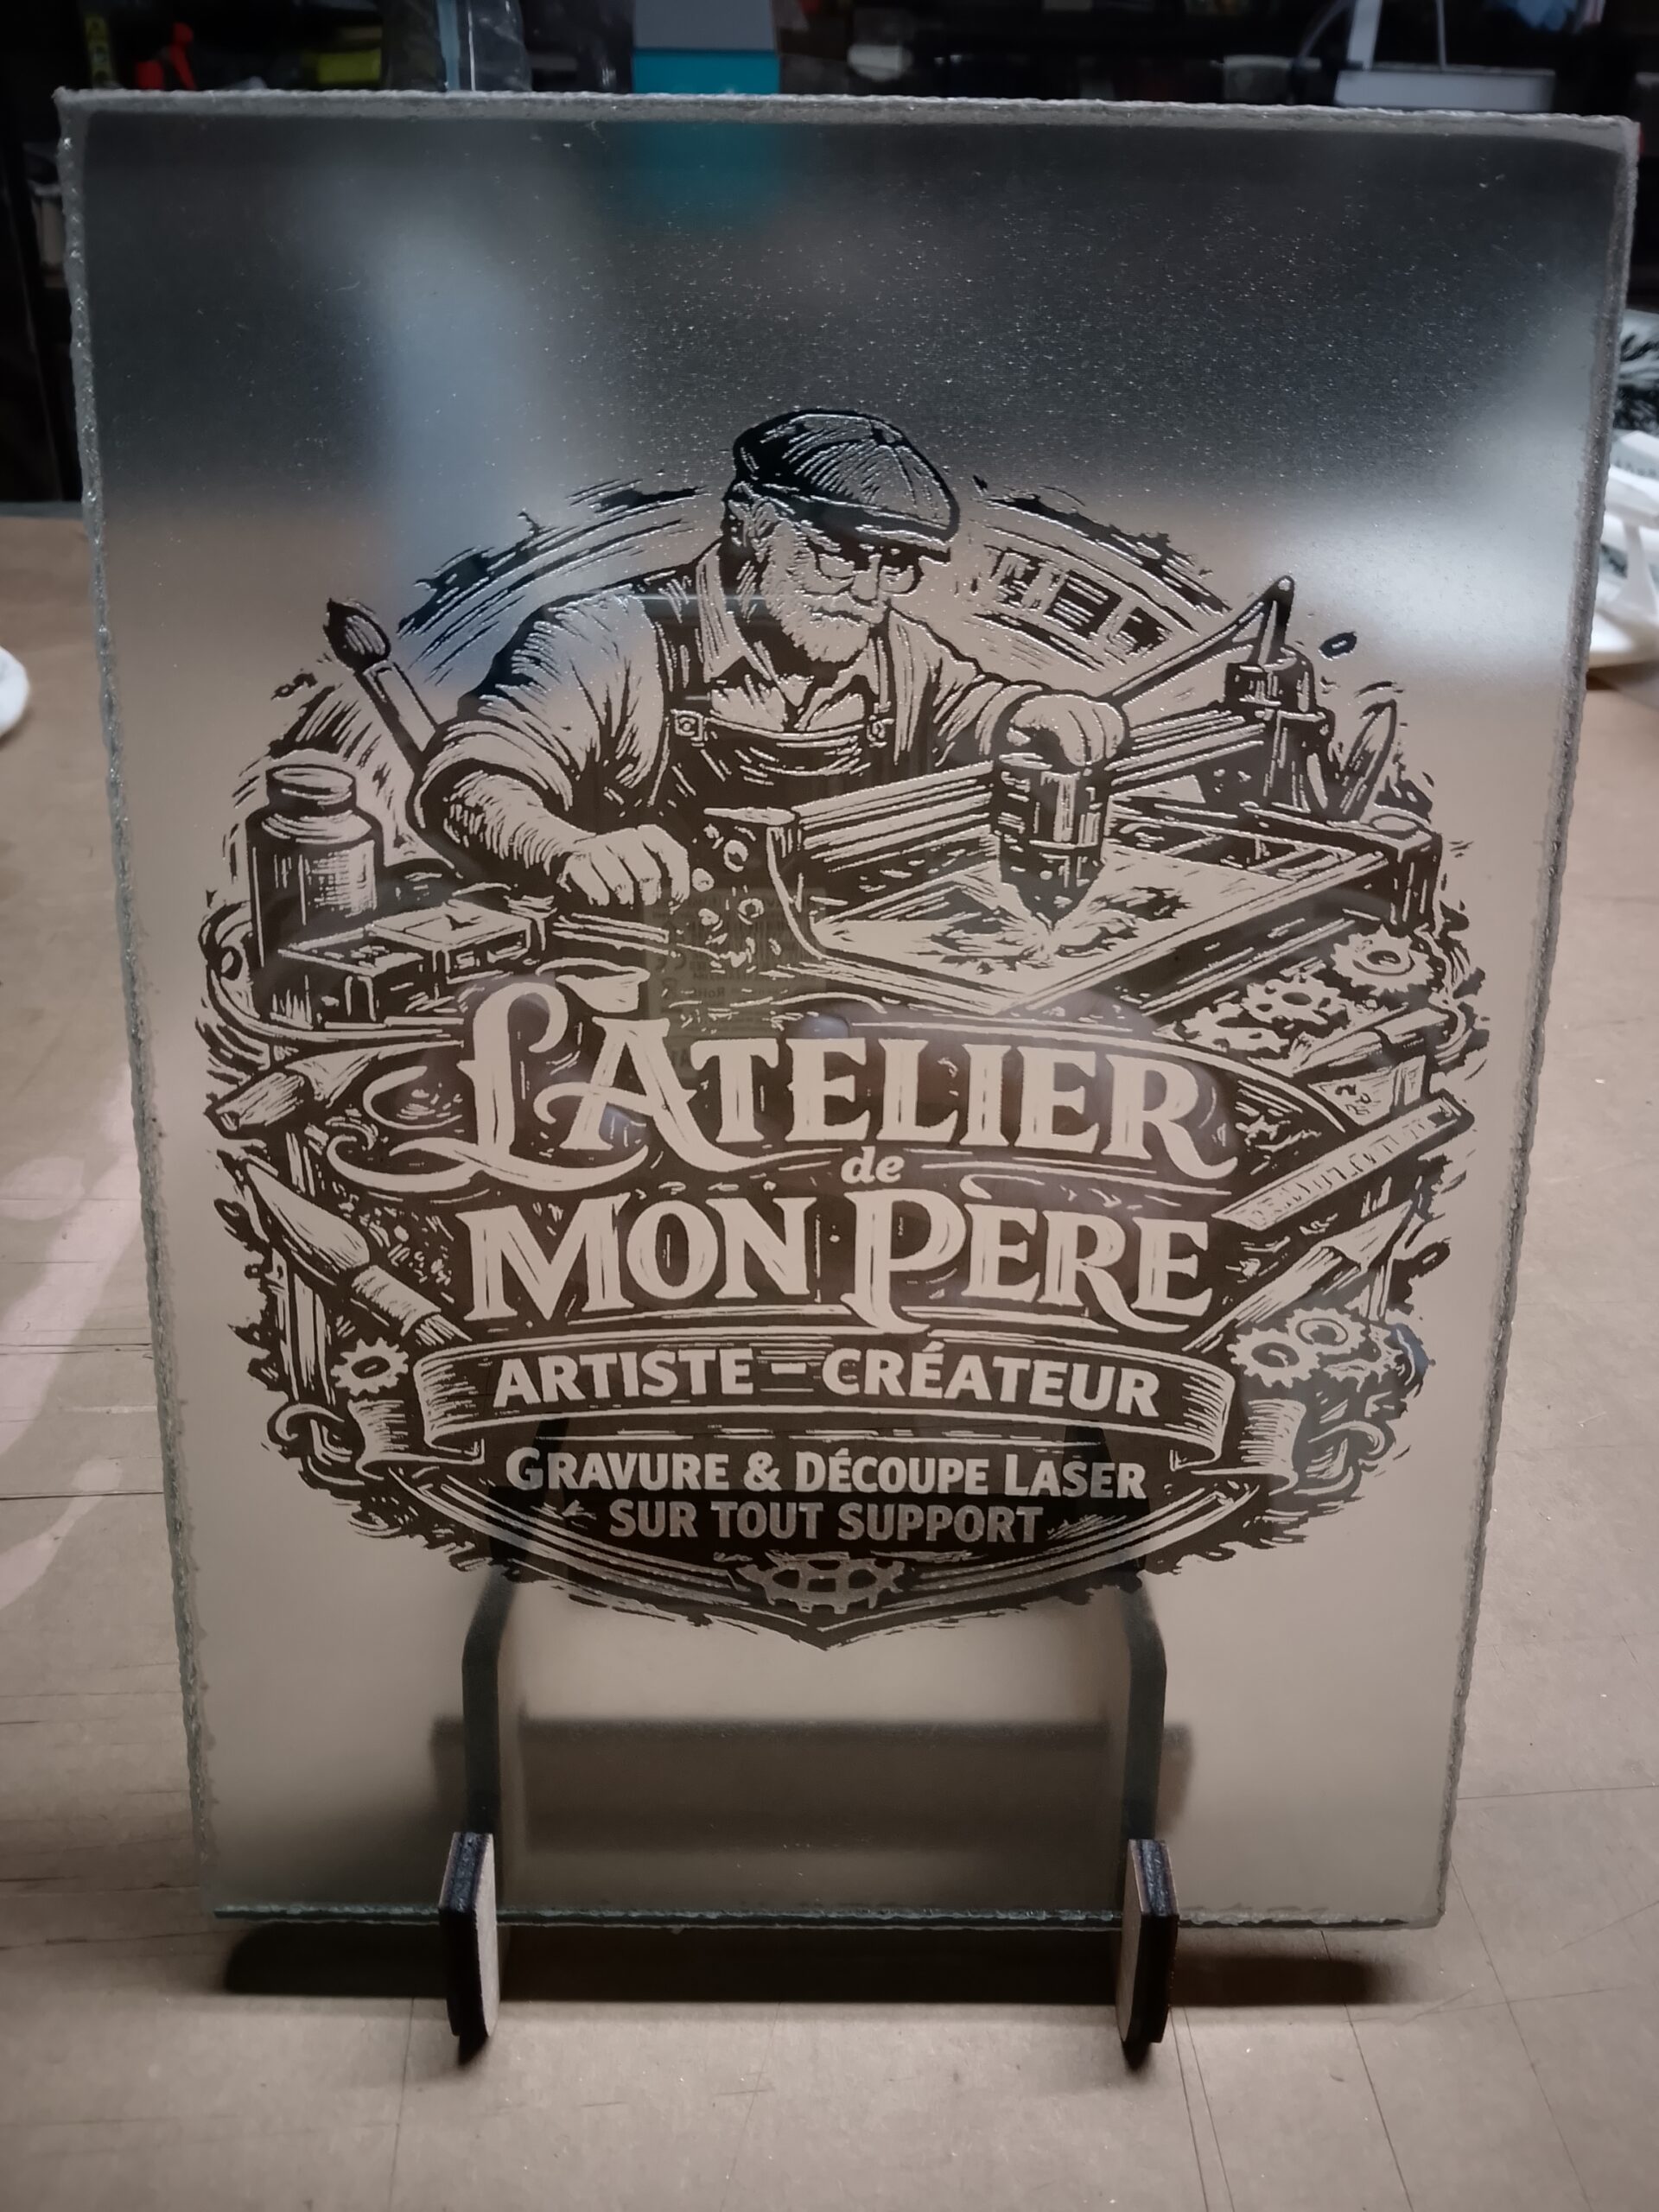 L'ATELIER
de
MON PÈRE
ARTISTE - CRÉATEUR
GRAVURE & DÉCOUPE LASER
SUR TOUT SUPPORT